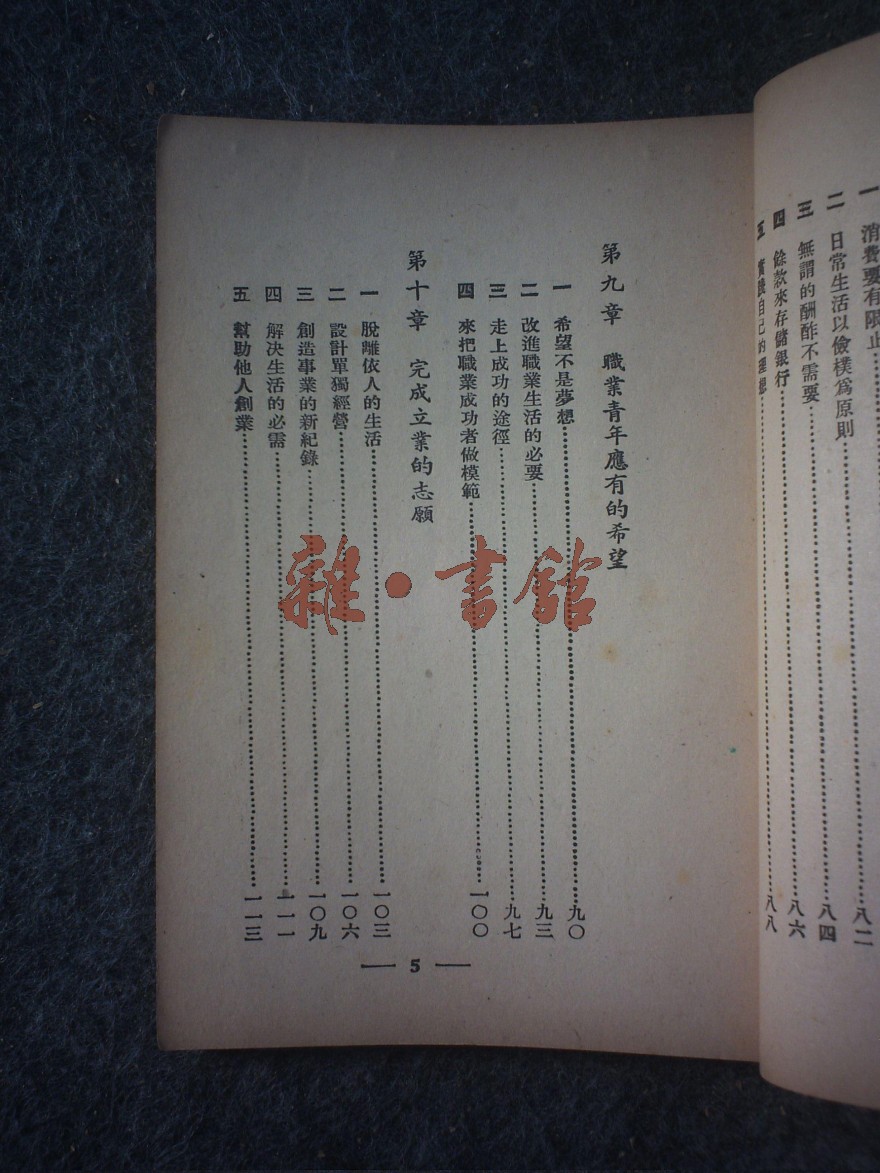 一 消費要有限止 八二
二 日常生活以儉樸爲原則 八四
三 無謂的酬酢不需要 八六
四 餘款來存儲銀行 八八
五 實踐自己的理想
第九章 職業青年應有的希望
一 希望不是夢想 九〇
二 改進職業生活的必要 九三
三 走上成功的途徑 九七
四 來把職業成功者做模範 一〇〇
第十章 完成立業的志願
一 脫離依人的生活 一〇三
二 設計單獨經營 一〇六
三 創造事業的新紀錄 一〇九
四 解決生活的必需 一一一
五 幫助他人創業 一一三
5
雜·書館